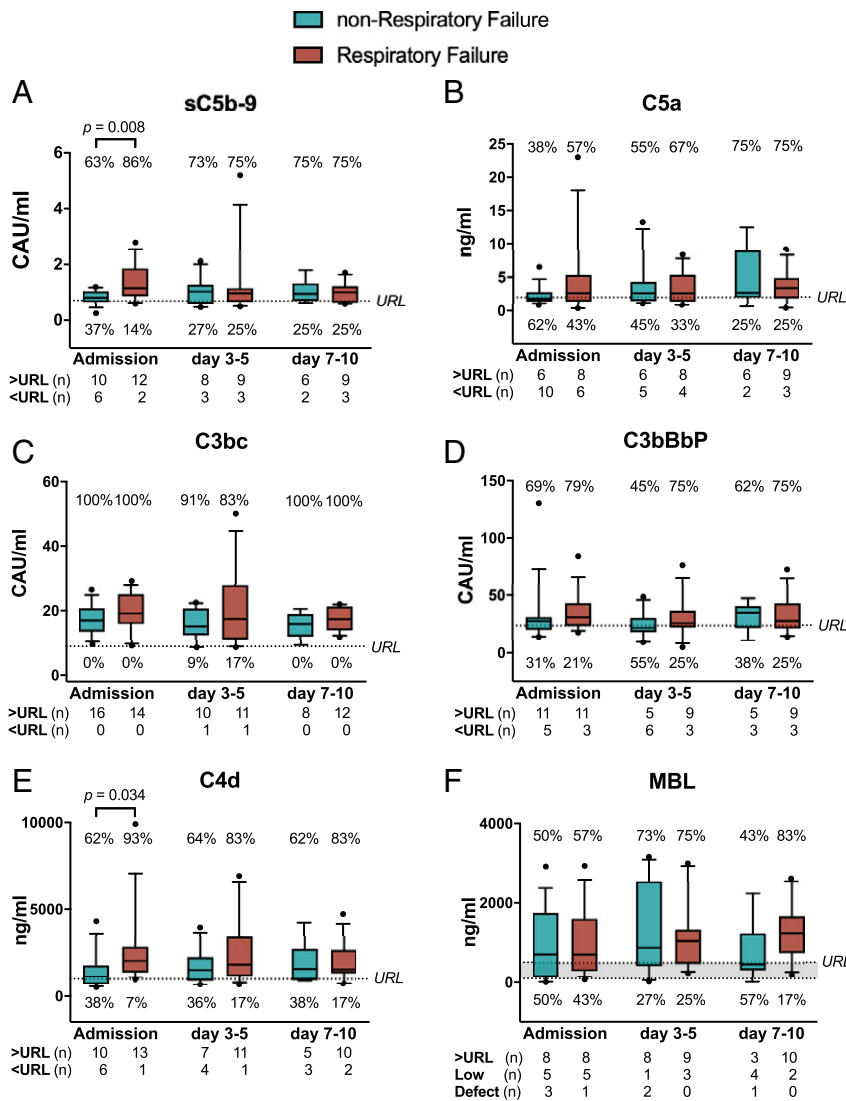 non-Respiratory Failure
Respiratory Failure
A
sC5b-9
p = 0.008
63% 86% 73% 75% 75% 75%
6
4
2
0
CAU/ml
URL
37% 14% 27% 25% 25% 25%
Admission day 3-5 day 7-10
>URL (n) 10 12 8 9 6 9
<URL (n) 6 2 3 3 2 3
B
C5a
38% 57% 55% 67% 75% 75%
25
20
15
10
5
0
ng/ml
URL
62% 43% 45% 33% 25% 25%
Admission day 3-5 day 7-10
>URL (n) 6 8 6 8 6 9
<URL (n) 10 6 5 4 2 3
C
C3bc
100% 100% 91% 83% 100% 100%
60
40
20
0
CAU/ml
URL
0% 0% 9% 17% 0% 0%
Admission day 3-5 day 7-10
>URL (n) 16 14 10 11 8 12
<URL (n) 0 0 1 1 0 0
D
C3bBbP
69% 79% 45% 75% 62% 75%
150
100
50
0
CAU/ml
URL
31% 21% 55% 25% 38% 25%
Admission day 3-5 day 7-10
>URL (n) 11 11 5 9 5 9
<URL (n) 5 3 6 3 3 3
E
C4d
p = 0.034
62% 93% 64% 83% 62% 83%
10000
5000
0
ng/ml
URL
38% 7% 36% 17% 38% 17%
Admission day 3-5 day 7-10
>URL (n) 10 13 7 11 5 10
<URL (n) 6 1 4 1 3 2
F
MBL
50% 57% 73% 75% 43% 83%
4000
2000
0
ng/ml
URL
50% 43% 27% 25% 57% 17%
Admission day 3-5 day 7-10
>URL (n) 8 8 8 9 3 10
Low (n) 5 5 1 3 4 2
Defect (n) 3 1 2 0 1 0